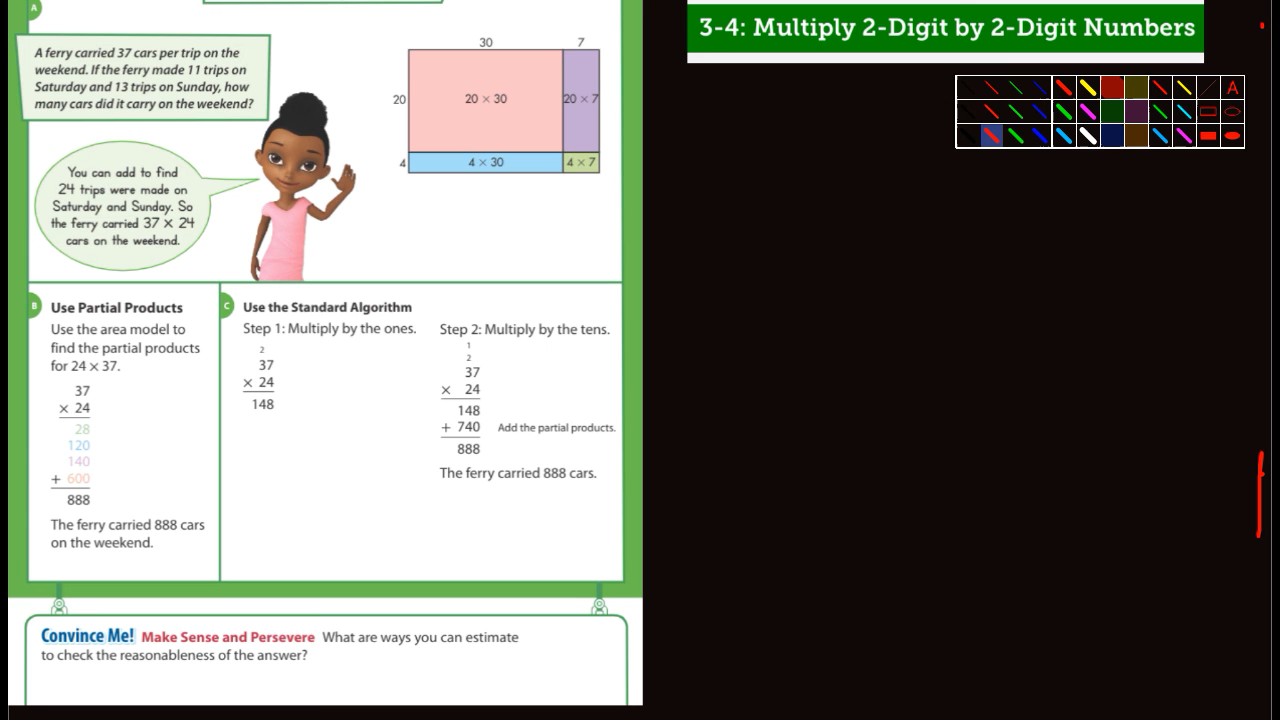 A
A ferry carried 37 cars per trip on the
weekend. If the ferry made 11 trips on
Saturday and 13 trips on Sunday, how
many cars did it carry on the weekend?
30 7
20 20 × 30 20 × 7
4 4 × 30 4 × 7
You can add to find
24 trips were made on
Saturday and Sunday. So
the ferry carried 37 × 24
cars on the weekend.
B Use Partial Products
Use the area model to
find the partial products
for 24 × 37.
37
× 24
28
120
140
+ 600
888
The ferry carried 888 cars
on the weekend.
C Use the Standard Algorithm
Step 1: Multiply by the ones.
2
37
× 24
148
Step 2: Multiply by the tens.
1
2
37
× 24
148
+ 740 Add the partial products.
888
The ferry carried 888 cars.
Convince Me! Make Sense and Persevere What are ways you can estimate
to check the reasonableness of the answer?
3-4: Multiply 2-Digit by 2-Digit Numbers
A